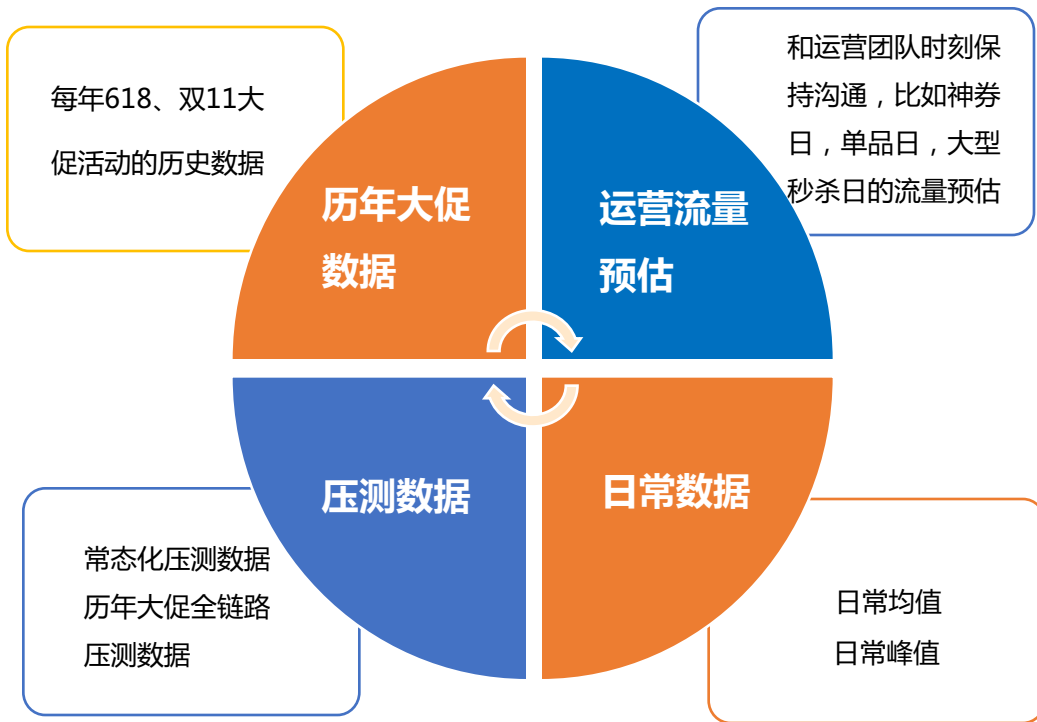 每年618、双11大
促活动的历史数据
历年大促
数据
和运营团队时刻保
持沟通，比如神券
日，单品日，大型
秒杀日的流量预估
运营流量
预估
压测数据
常态化压测数据
历年大促全链路
压测数据
日常数据
日常均值
日常峰值